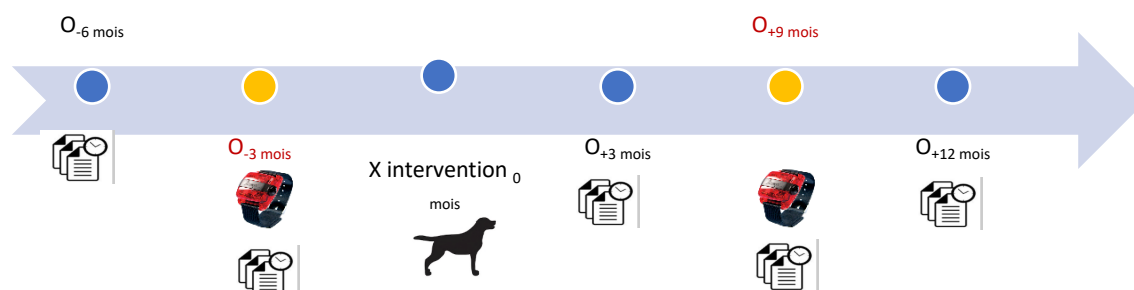 O-6 mois
O+9 mois
O-3 mois
X intervention 0
mois
O+3 mois
O+12 mois